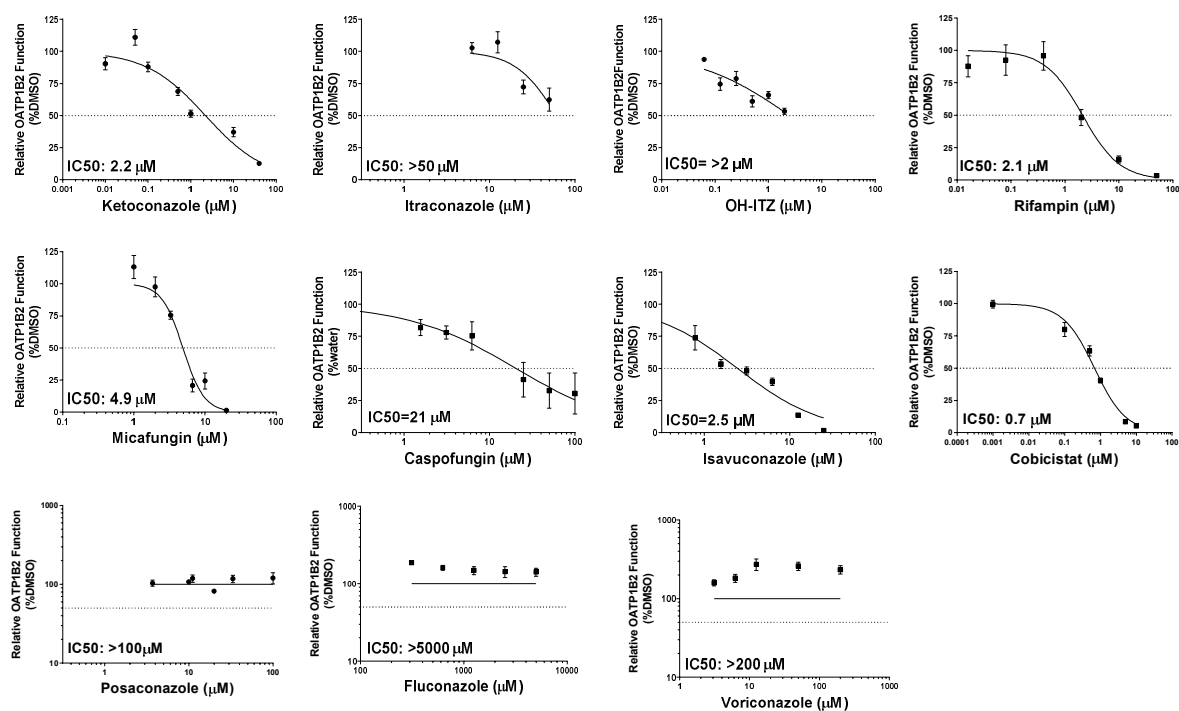 Relative OATP1B2 Function
(%DMSO)
125
100
75
50
25
0
IC50: 2.2 μM
0.001 0.01 0.1 1 10 100
Ketoconazole (μM)
Relative OATP1B2 Function
(%DMSO)
125
100
75
50
25
0
IC50: >50 μM
1 10 100
Itraconazole (μM)
Relative OATP1B2Function
(%DMSO)
125
100
75
50
25
0
IC50= >2 μM
0.01 0.1 1 10 100
OH-ITZ (μM)
Relative OATP1B2 Function
(%DMSO)
125
100
75
50
25
0
IC50: 2.1 μM
0.01 0.1 1 10 100
Rifampin (μM)
Relative OATP1B2 Function
(%DMSO)
125
100
75
50
25
0
IC50: 4.9 μM
0.1 1 10 100
Micafungin (μM)
Relative OATP1B2 Function
(%water)
125
100
75
50
25
0
IC50=21 μM
1 10 100
Caspofungin (μM)
Relative OATP1B2 Function
(%DMSO)
125
100
75
50
25
0
IC50=2.5 μM
1 10 100
Isavuconazole (μM)
Relative OATP1B2 Function
(%DMSO)
125
100
75
50
25
0
IC50: 0.7 μM
0.0001 0.001 0.01 0.1 1 10 100
Cobicistat (μM)
Relative OATP1B2 Function
(%DMSO)
1000
100
10
IC50: >100μM
1 10 100
Posaconazole (μM)
Relative OATP1B2 Function
(%DMSO)
1000
100
10
IC50: >5000 μM
100 1000 10000
Fluconazole (μM)
Relative OATP1B2 Function
(%DMSO)
1000
100
10
IC50: >200 μM
1 10 100 1000
Voriconazole (μM)